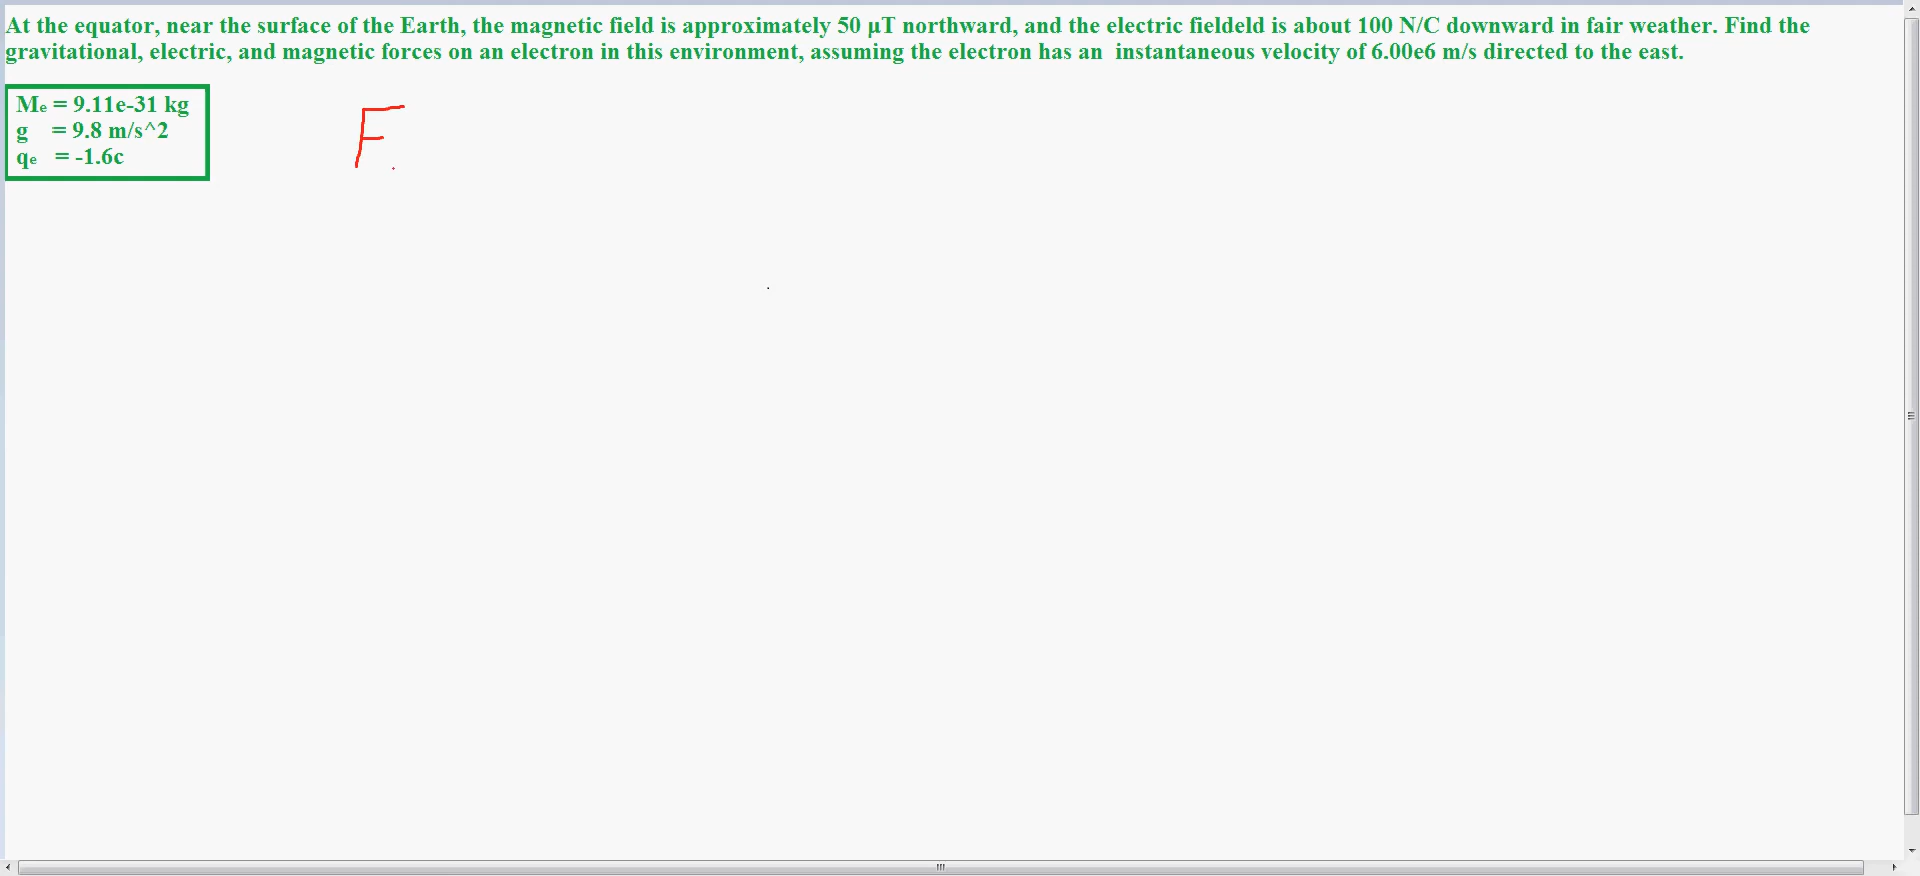 At the equator, near the surface of the Earth, the magnetic field is approximately 50 μT northward, and the electric fieldeld is about 100 N/C downward in fair weather. Find the
gravitational, electric, and magnetic forces on an electron in this environment, assuming the electron has an  instantaneous velocity of 6.00e6 m/s directed to the east.
Me = 9.11e-31 kg
g = 9.8 m/s^2
qe = -1.6c
F